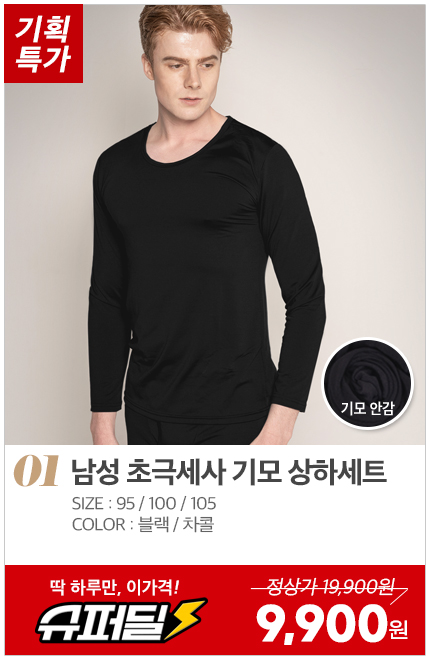 기획
특가
기모 안감
01 남성 초극세사 기모 상하세트
SIZE : 95 / 100 / 105
COLOR : 블랙 / 차콜
딱 하루만, 이가격!
슈퍼딜
정상가 19,900원
9,900원